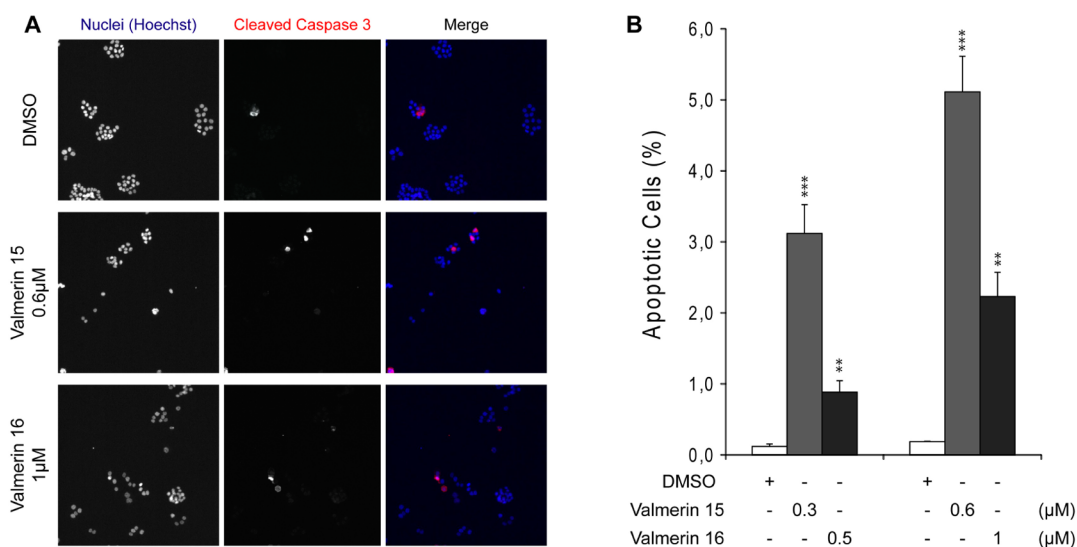 A
Nuclei (Hoechst) Cleaved Caspase 3 Merge
DMSO
Valmerin 15
0.6µM
Valmerin 16
1µM
B
Apoptotic Cells (%)
6,0
5,0
4,0
3,0
2,0
1,0
0,0
*** ** *** **
DMSO + - - + - -
Valmerin 15 - 0.3 - - 0.6 - (µM)
Valmerin 16 - - 0.5 - - 1 (µM)